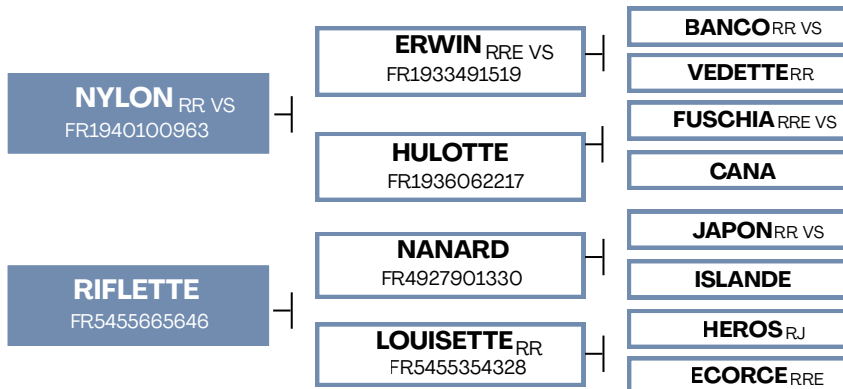 NYLON RR VS
FR1940100963
RIFLETTE
FR5455665646
ERWIN RRE VS
FR1933491519
HULOTTE
FR1936062217
NANARD
FR4927901330
LOUISETTE RR
FR5455354328
BANCO RR VS
VEDETTE RR
FUSCHIA RRE VS
CANA
JAPON RR VS
ISLANDE
HEROS RJ
ECORCE RRE